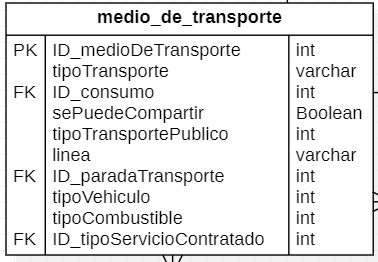 medio_de_transporte
PK ID_medioDeTransporte int
tipoTransporte varchar
FK ID_consumo int
sePuedeCompartir Boolean
tipoTransportePublico int
linea varchar
FK ID_paradaTransporte int
tipoVehiculo int
tipoCombustible int
FK ID_tipoServicioContratado int